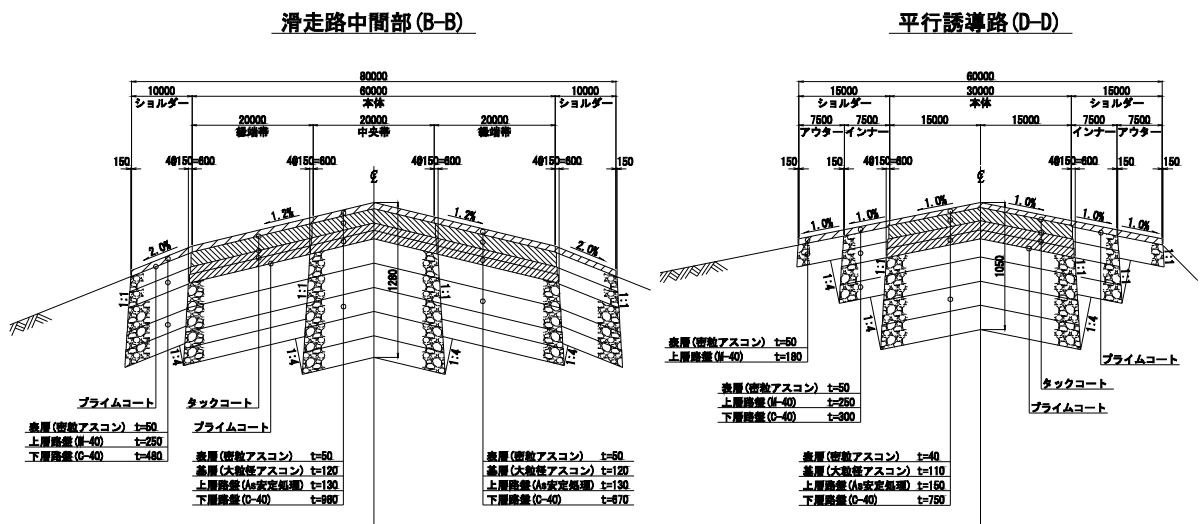 滑走路中間部(B-B)
80000
10000 60000 10000
ショルダー 本体 ショルダー
20000 20000 20000
縁端帯 中央帯 縁端帯
150 4@150=600 4@150=600 4@150=600 4@150=600 150
1.2% 1.2%
2.0% 2.0%
1280
1:1 1:1 1:1 1:1
1:4 1:4 1:4 1:4
プライムコート タックコート
プライムコート
表層(密粒アスコン) t=50
上層路盤(M-40) t=250
下層路盤(C-40) t=480
表層(密粒アスコン) t=50
基層(大粒径アスコン) t=120
上層路盤(As安定処理) t=130
下層路盤(C-40) t=980
表層(密粒アスコン) t=50
基層(大粒径アスコン) t=120
上層路盤(As安定処理) t=130
下層路盤(C-40) t=670
平行誘導路(D-D)
60000
15000 30000 15000
ショルダー 本体 ショルダー
7500 7500 15000 15000 7500 7500
アウター インナー インナー アウター
150 150 4@150=600 4@150=600 150 150
1.0% 1.0% 1.0% 1.0% 1.0% 1.0%
1050
1:1 1:1
1:4 1:4
表層(密粒アスコン) t=50
上層路盤(M-40) t=180
プライムコート
タックコート
プライムコート
表層(密粒アスコン) t=50
上層路盤(M-40) t=250
下層路盤(C-40) t=300
表層(密粒アスコン) t=40
基層(大粒径アスコン) t=110
上層路盤(As安定処理) t=150
下層路盤(C-40) t=750